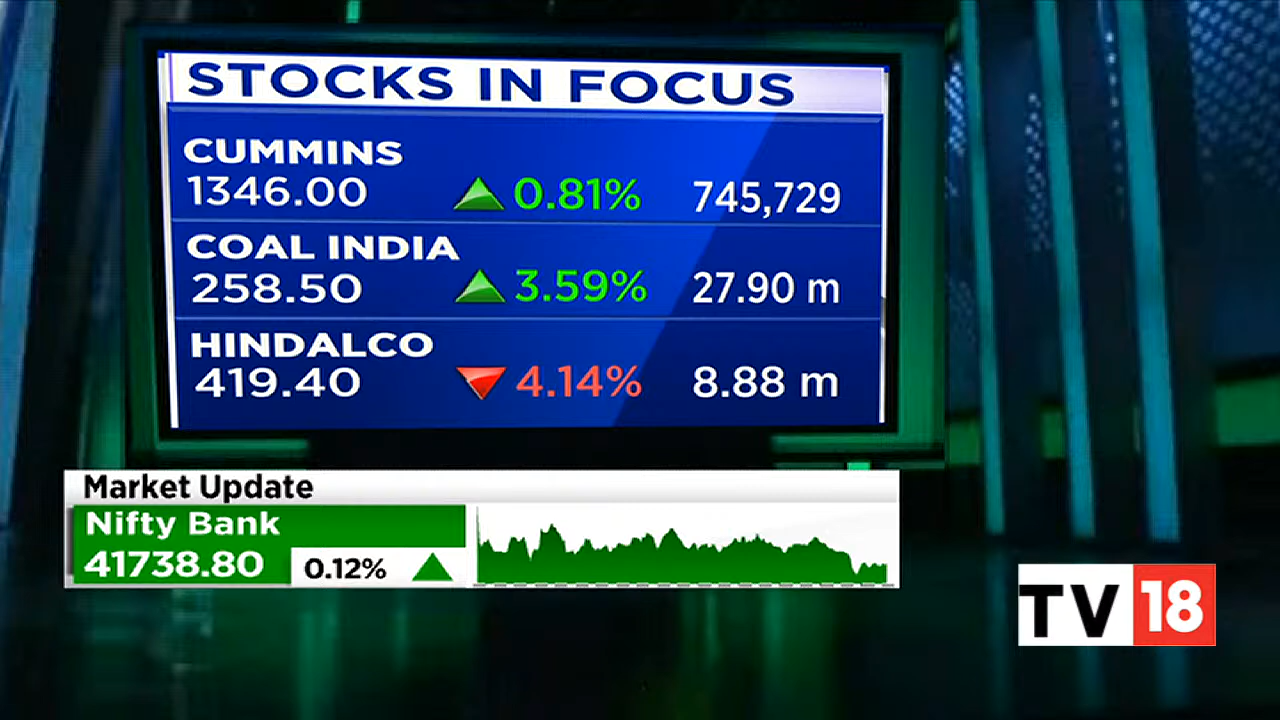 STOCKS IN FOCUS
CUMMINS
1346.00 0.81% 745,729
COAL INDIA
258.50 3.59% 27.90 m
HINDALCO
419.40 4.14% 8.88 m
Market Update
Nifty Bank
41738.80 0.12%
TV18